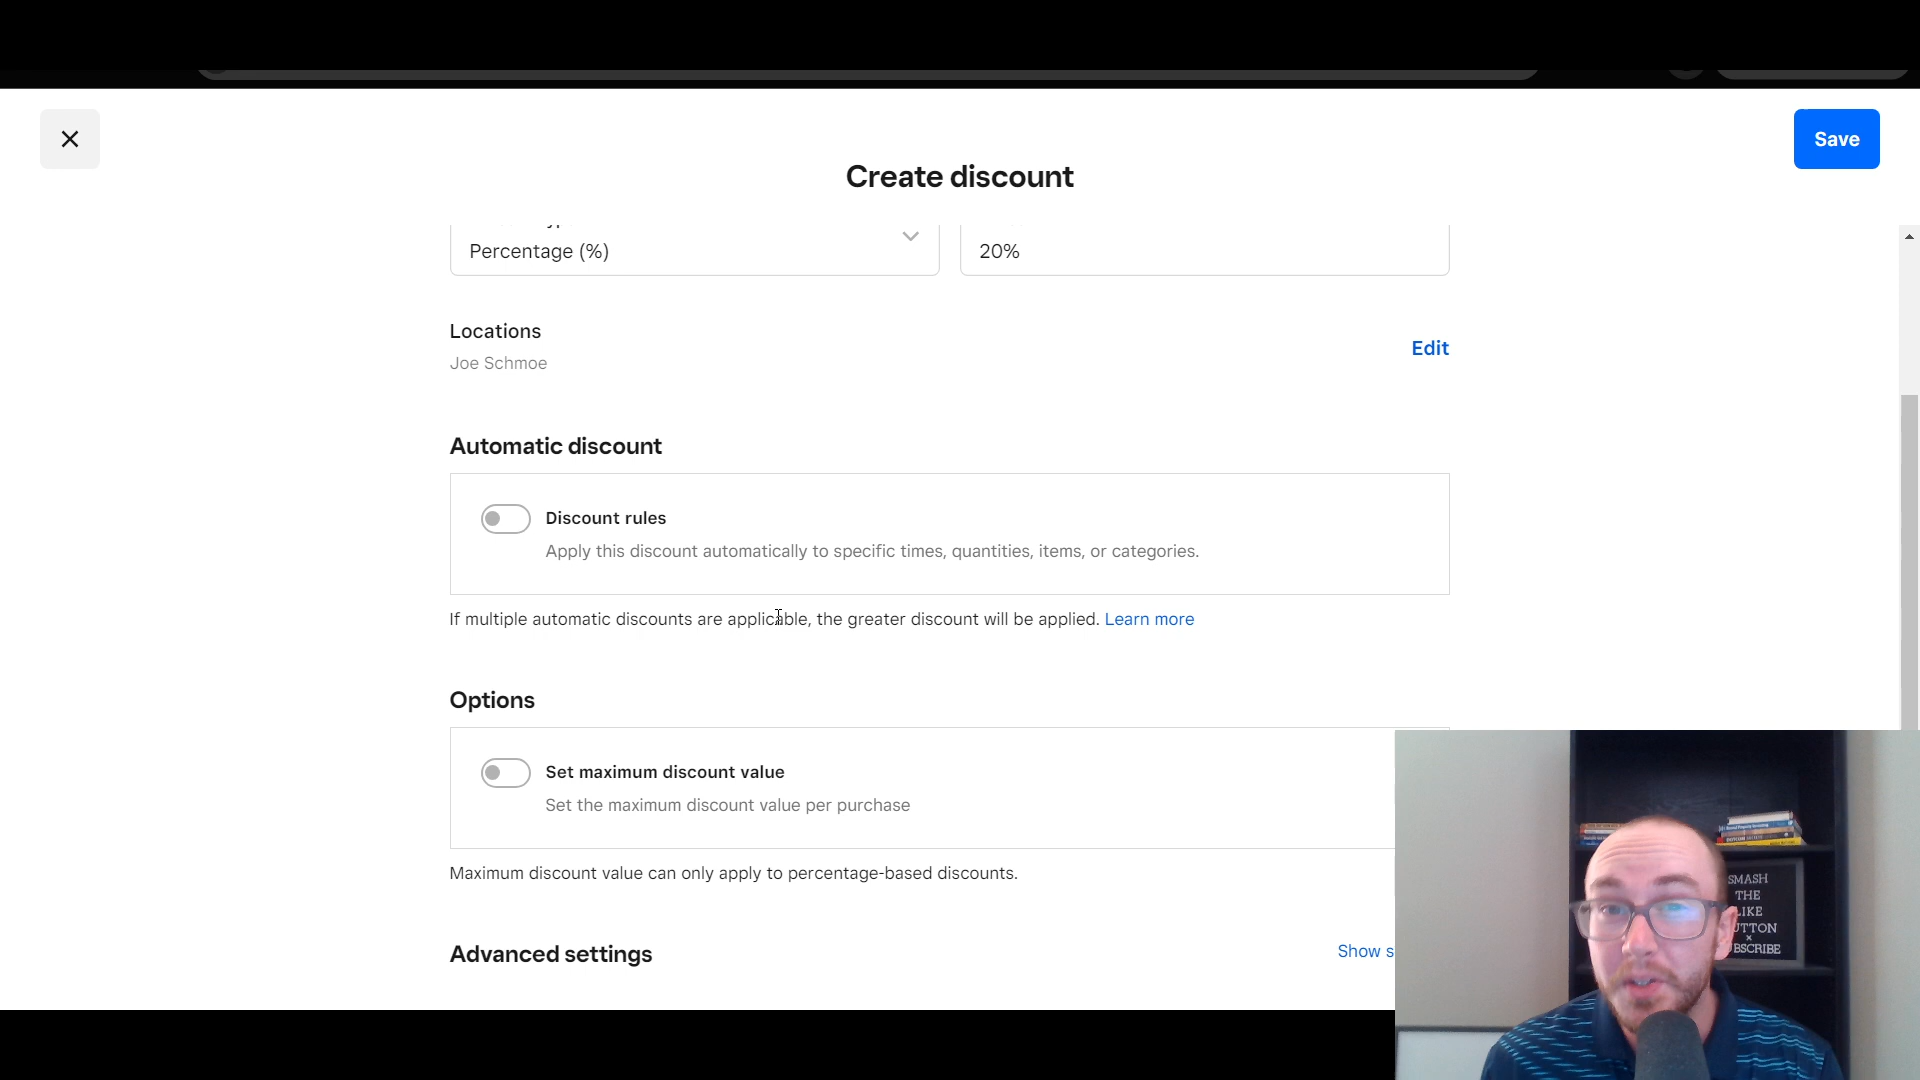 Save
Create discount
Percentage (%)
20%
Locations
Joe Schmoe
Edit
Automatic discount
Discount rules
Apply this discount automatically to specific times, quantities, items, or categories.
If multiple automatic discounts are applicable, the greater discount will be applied. Learn more
Options
Set maximum discount value
Set the maximum discount value per purchase
Maximum discount value can only apply to percentage-based discounts.
Advanced settings
Show s
SMASH
THE
LIKE
UTTON
×
UBSCRIBE